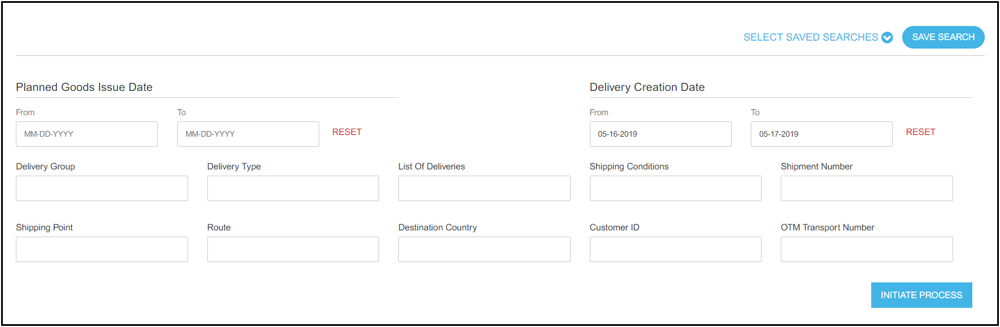 SELECT SAVED SEARCHES SAVE SEARCH
Planned Goods Issue Date Delivery Creation Date
From To From To
MM-DD-YYYY MM-DD-YYYY RESET 05-16-2019 05-17-2019 RESET
Delivery Group Delivery Type List Of Deliveries Shipping Conditions Shipment Number
Shipping Point Route Destination Country Customer ID OTM Transport Number
INITIATE PROCESS